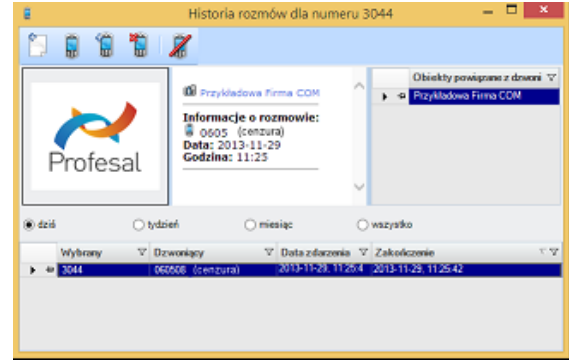 Historia rozmów dla numeru 3044
Przykładowa Firma COM
Informacje o rozmowie:
0605 (cenzura)
Data: 2013-11-29
Godzina: 11:25
Profesal
Obiekty powiązane z dzwoni
Przykładowa Firma COM
dziś tydzień miesiąc wszystko
Wybrany Dzwoniący Data zdarzenia Zakończenie
3044 060508 (cenzura) 2013-11-29, 11:25:4 2013-11-29, 11:25:42